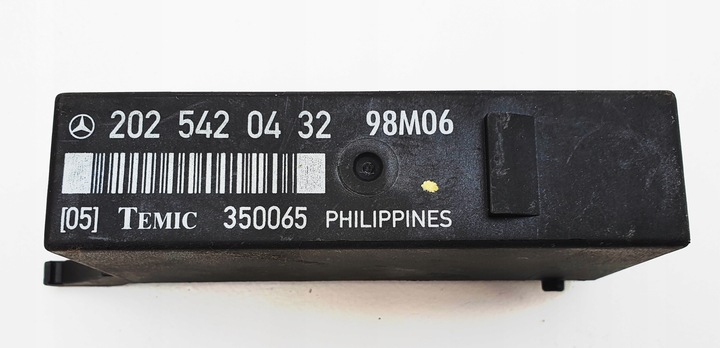 202 542 04 32 98M06
[05] TEMIC 350065 PHILIPPINES